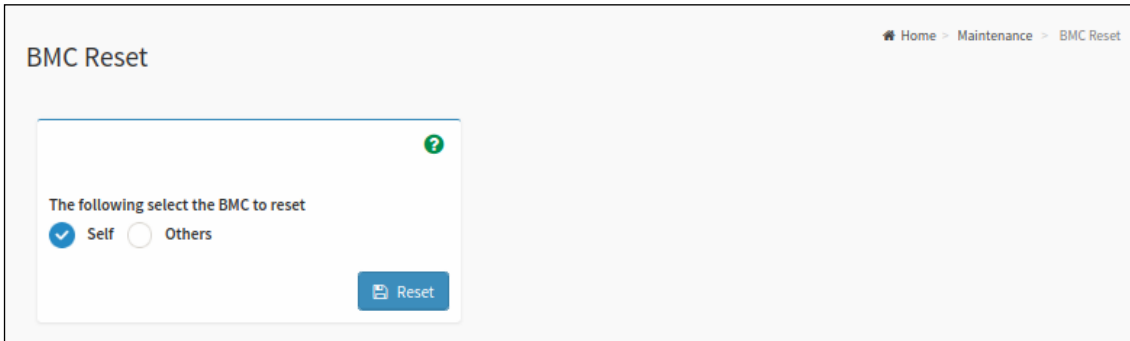 Home > Maintenance > BMC Reset
BMC Reset
The following select the BMC to reset
Self Others
Reset